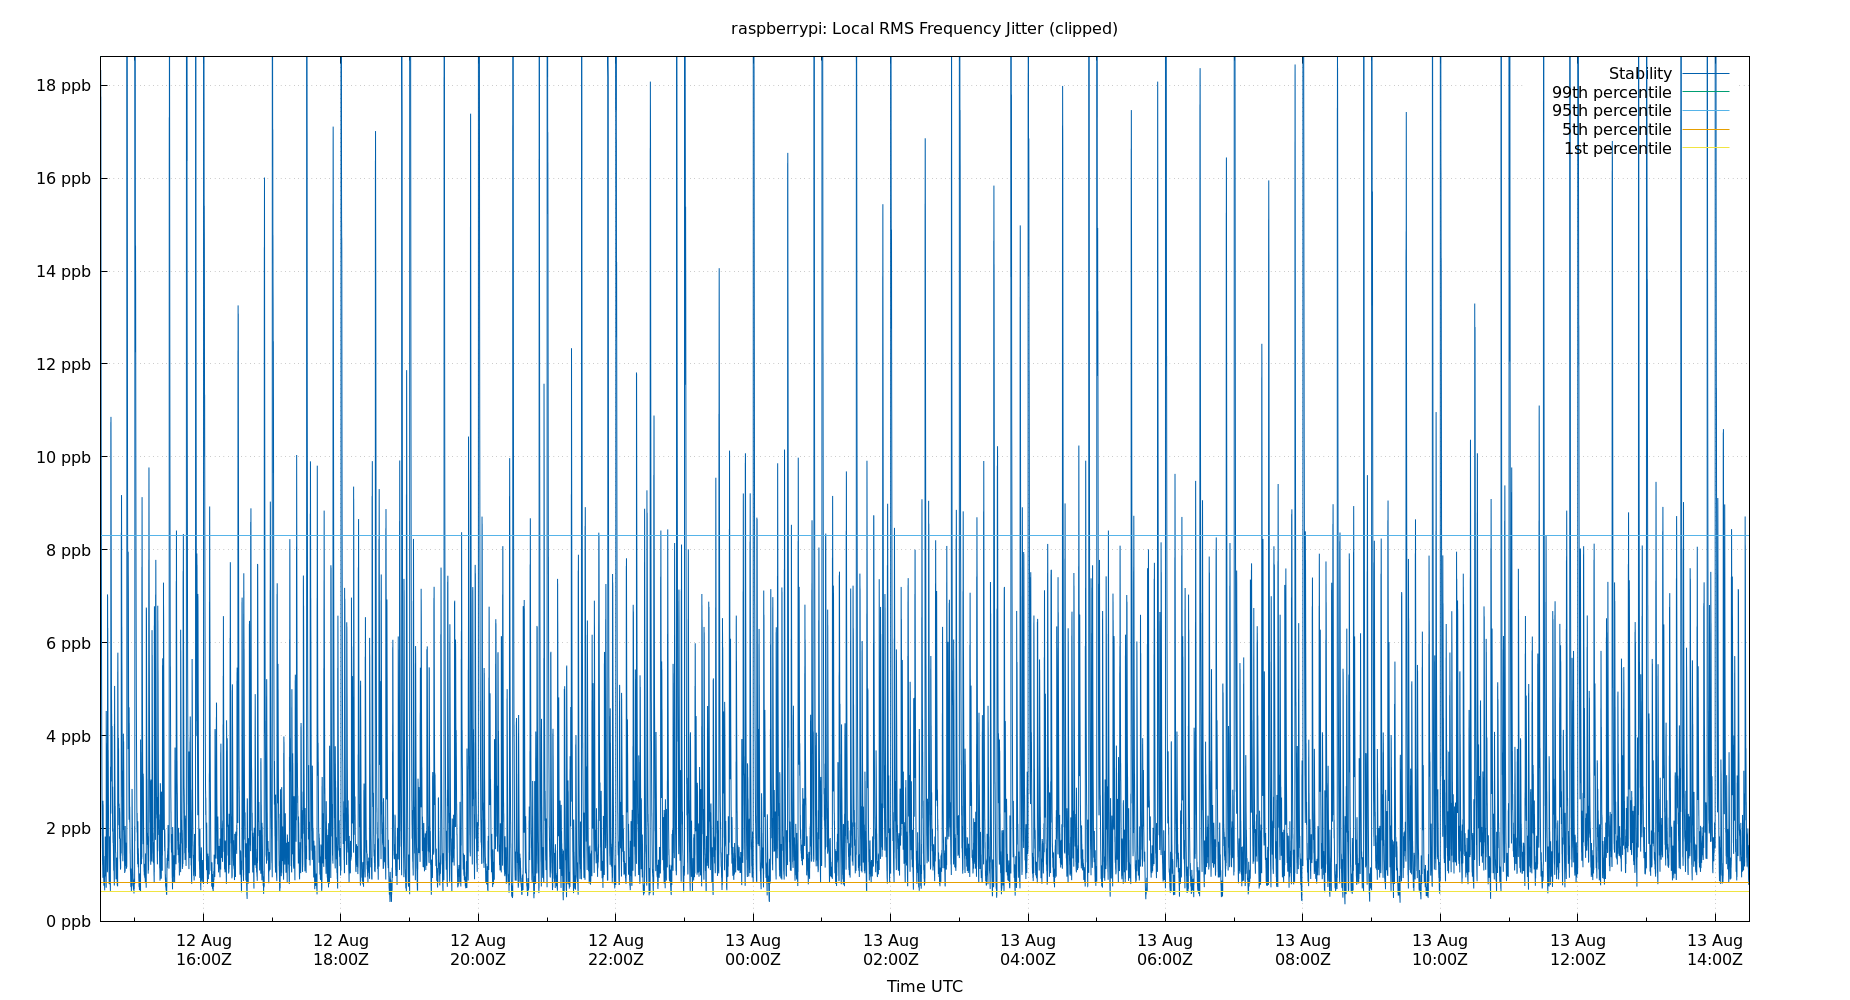 raspberrypi: Local RMS Frequency Jitter (clipped)
18 ppb
16 ppb
14 ppb
12 ppb
10 ppb
8 ppb
6 ppb
4 ppb
2 ppb
0 ppb
Stability
99th percentile
95th percentile
5th percentile
1st percentile
12 Aug
16:00Z
12 Aug
18:00Z
12 Aug
20:00Z
12 Aug
22:00Z
13 Aug
00:00Z
13 Aug
02:00Z
13 Aug
04:00Z
13 Aug
06:00Z
13 Aug
08:00Z
13 Aug
10:00Z
13 Aug
12:00Z
13 Aug
14:00Z
Time UTC